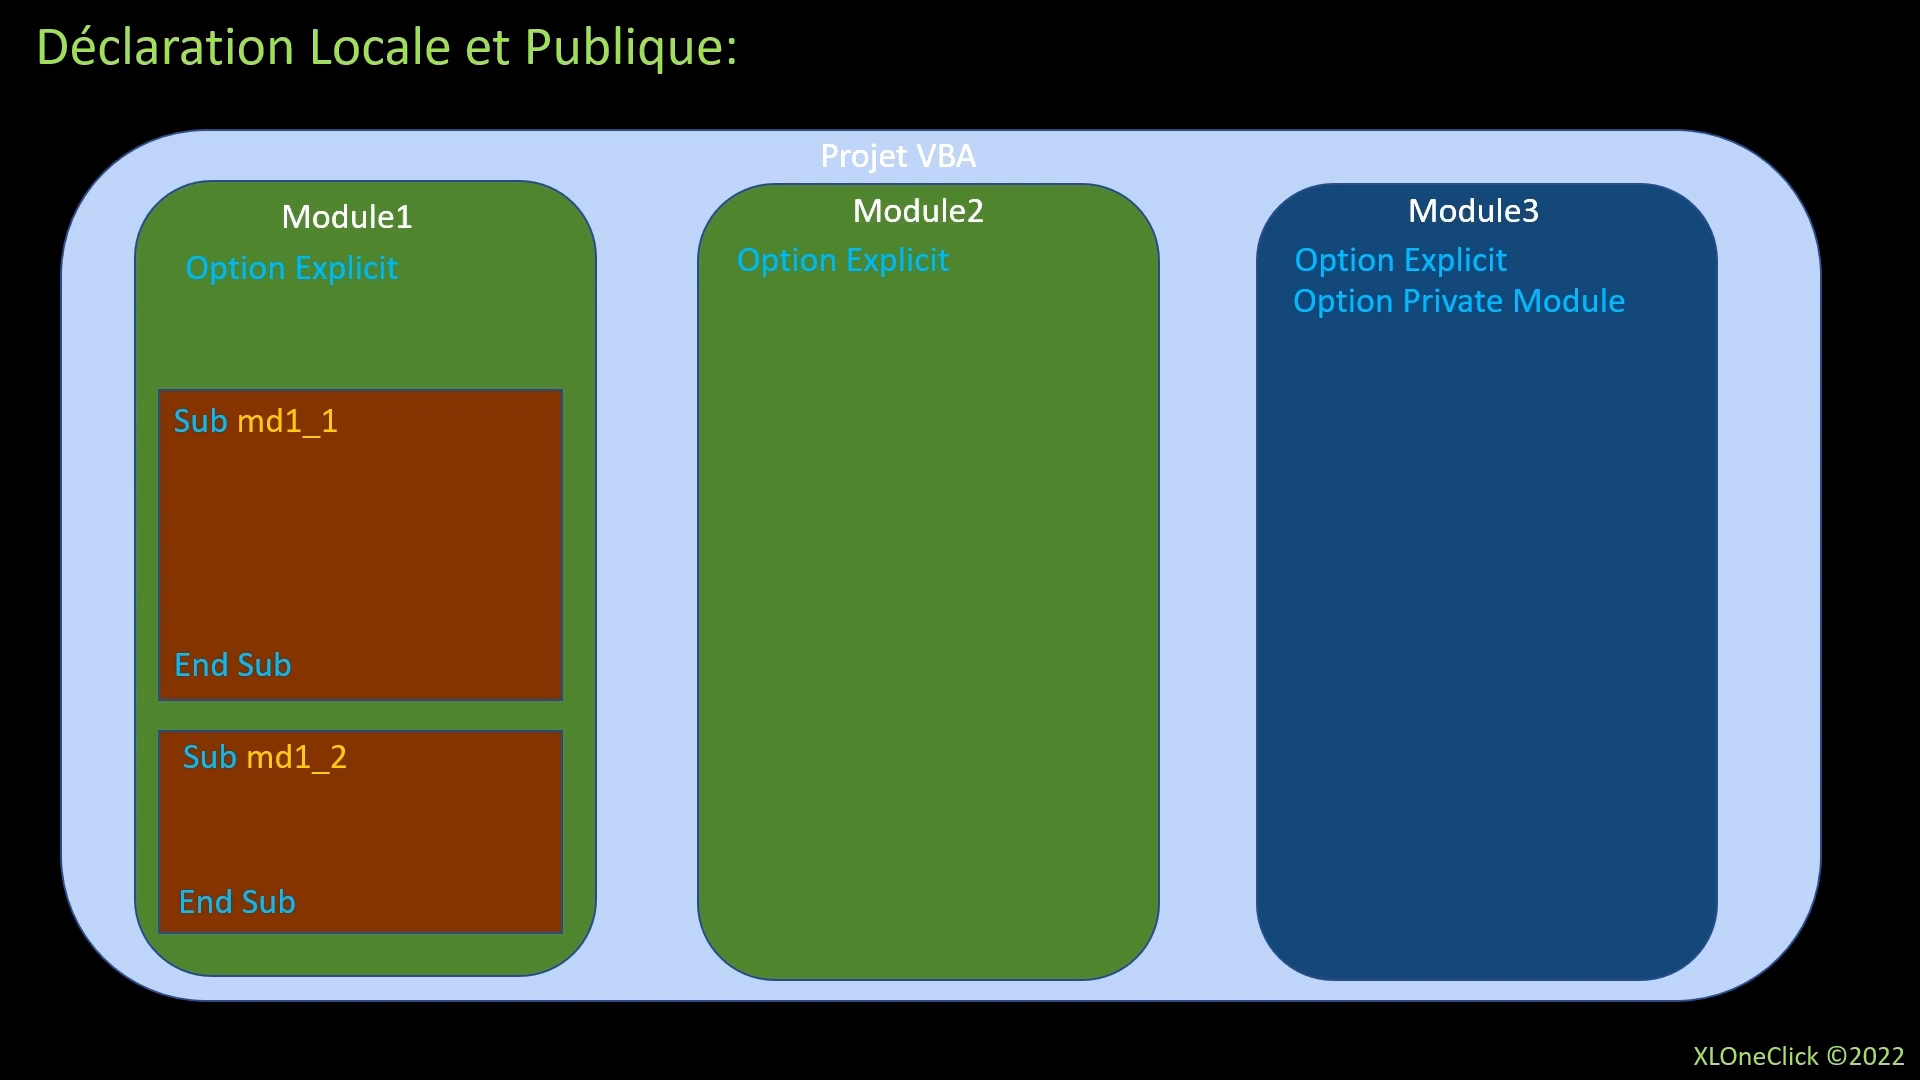 Déclaration Locale et Publique:
Projet VBA
Module1
Option Explicit
Sub md1_1
End Sub
Sub md1_2
End Sub
Module2
Option Explicit
Module3
Option Explicit
Option Private Module
XLOneClick ©2022